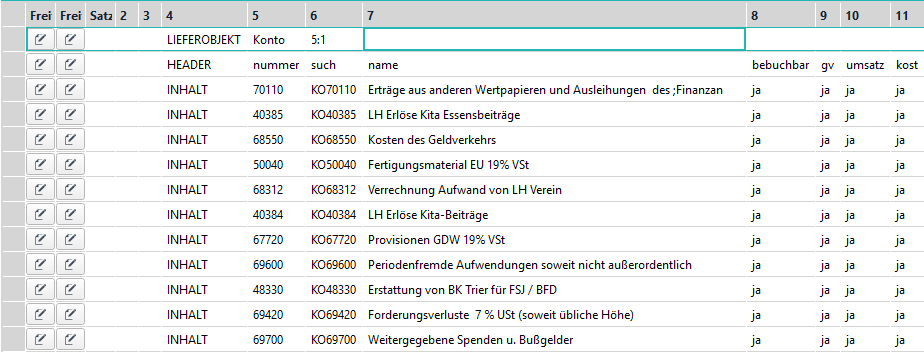 Frei Frei Satz 2 3 4 5 6 7 8 9 10 11
LIEFEROBJEKT Konto 5:1
HEADER nummer such name bebuchbar gv umsatz kost
INHALT 70110 KO70110 Erträge aus anderen Wertpapieren und Ausleihungen des ;Finanzan ja ja ja ja
INHALT 40385 KO40385 LH Erlöse Kita Essensbeiträge ja ja ja ja
INHALT 68550 KO68550 Kosten des Geldverkehrs ja ja ja ja
INHALT 50040 KO50040 Fertigungsmaterial EU 19% VSt ja ja ja ja
INHALT 68312 KO68312 Verrechnung Aufwand von LH Verein ja ja ja ja
INHALT 40384 KO40384 LH Erlöse Kita-Beiträge ja ja ja ja
INHALT 67720 KO67720 Provisionen GDW 19% VSt ja ja ja ja
INHALT 69600 KO69600 Periodenfremde Aufwendungen soweit nicht außerordentlich ja ja ja ja
INHALT 48330 KO48330 Erstattung von BK Trier für FSJ / BFD ja ja ja ja
INHALT 69420 KO69420 Forderungsverluste 7 % USt (soweit übliche Höhe) ja ja ja ja
INHALT 69700 KO69700 Weitergegebene Spenden u. Bußgelder ja ja ja ja